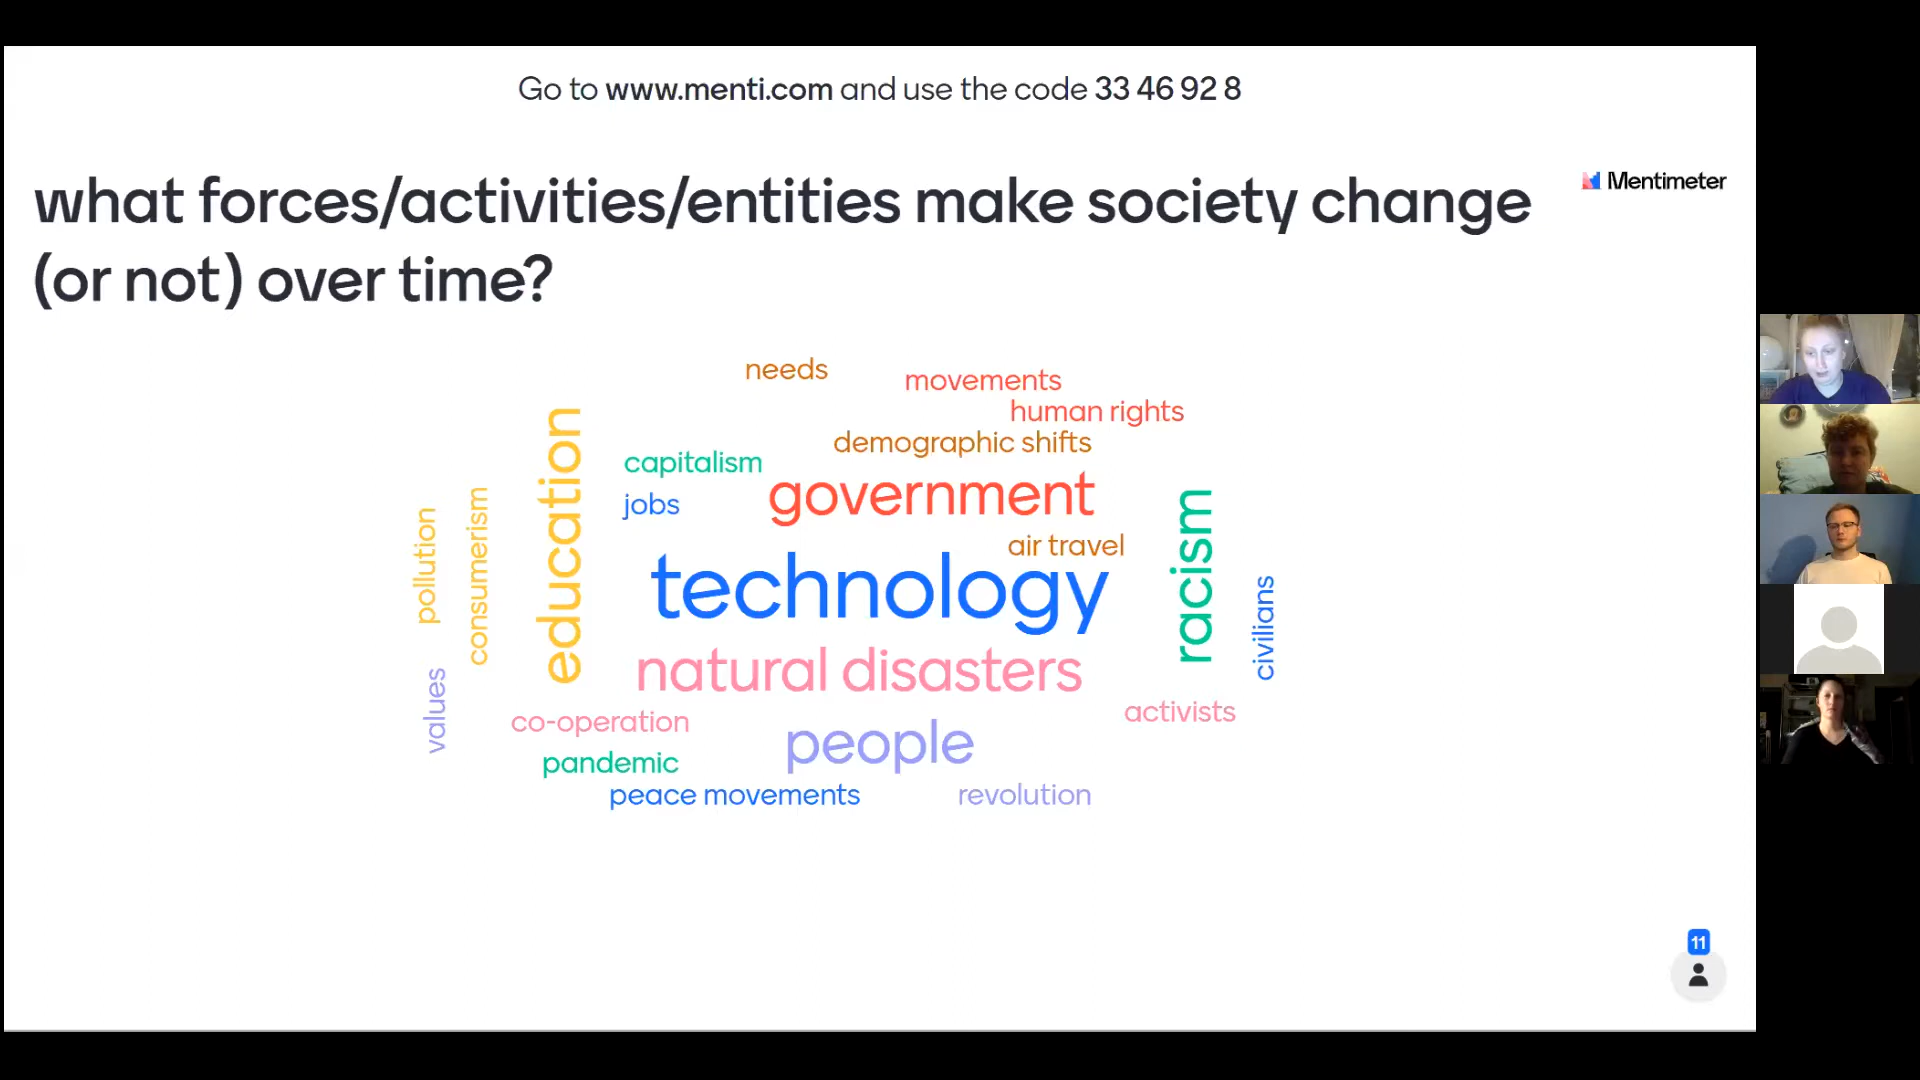 Go to www.menti.com and use the code 33 46 92 8
Mentimeter
what forces/activities/entities make society change
(or not) over time?
needs
movements
human rights
demographic shifts
capitalism
government
jobs
education
racism
consumerism
pollution
air travel
technology
civilians
natural disasters
values
co-operation
activists
people
pandemic
peace movements
revolution
11